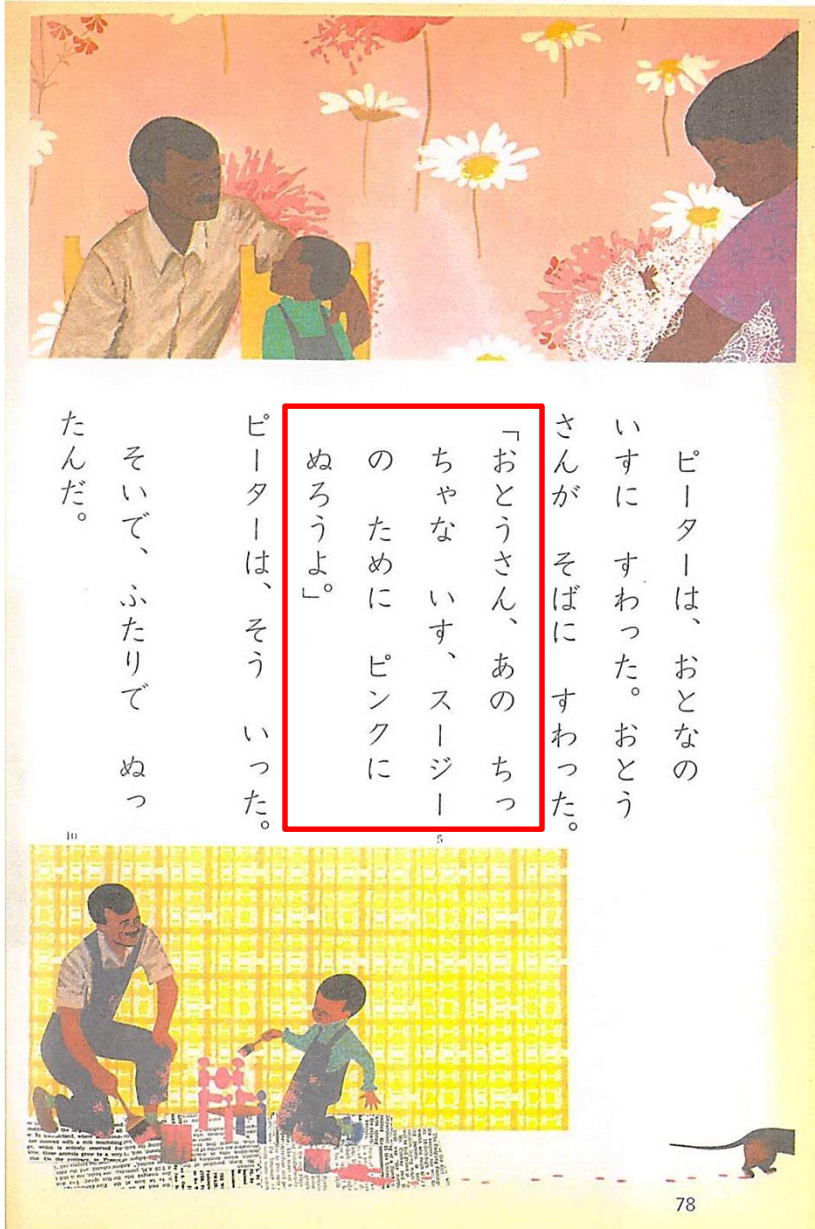 ピーターは、おとなの
いすに すわった。おとう
さんが そばに すわった。
「おとうさん、あの ちっ
ちゃな いす、スージー
の ために ピンクに
ぬろうよ。」
ピーターは、そう いった。
そいで、ふたりで ぬっ
たんだ。
5
10
78